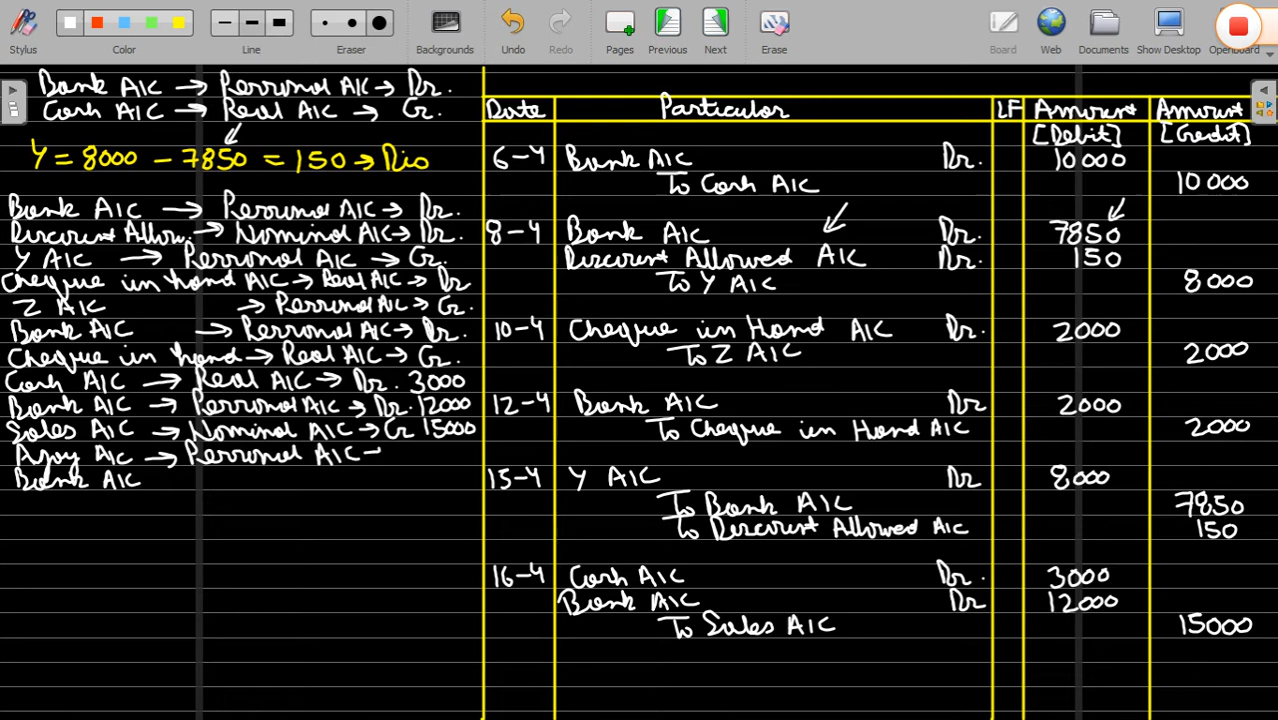 Stylus Color Line Eraser Backgrounds Undo Redo Pages Previous Next Erase Board Web Documents Show Desktop Openboard
Bank A/C → Personal A/C → Dr.
Cash A/C → Real A/C → Cr.
Y = 8000 - 7850 = 150 → Dis
Bank A/C → Personal A/C → Dr.
Discount Allow. → Nominal A/C → Dr.
Y A/C → Personal A/C → Cr.
Cheque in hand A/C → Real A/C → Dr
Z A/C → Personal A/C → Cr.
Bank A/C → Personal A/C → Dr.
Cheque in hand → Real A/C → Cr.
Cash A/C → Real A/C → Dr. 3000
Bank A/C → Personal A/C → Dr. 12000
Sales A/C → Nominal A/C → Cr 15000
Ajoy A/C → Personal A/C -
Bank A/C
Date Particular LF Amount Amount
[Debit] [Credit]
6-4 Bank A/C Dr. 10000
To Cash A/C 10000
8-4 Bank A/C Dr. 7850
Discount Allowed A/C Dr. 150
To Y A/C 8000
10-4 Cheque in Hand A/C Dr. 2000
To Z A/C 2000
12-4 Bank A/C Dr 2000
To Cheque in Hand A/C 2000
15-4 Y A/C Dr 8000
To Bank A/C 7850
To Discount Allowed A/C 150
16-4 Cash A/C Dr. 3000
Bank A/C Dr 12000
To Sales A/C 15000